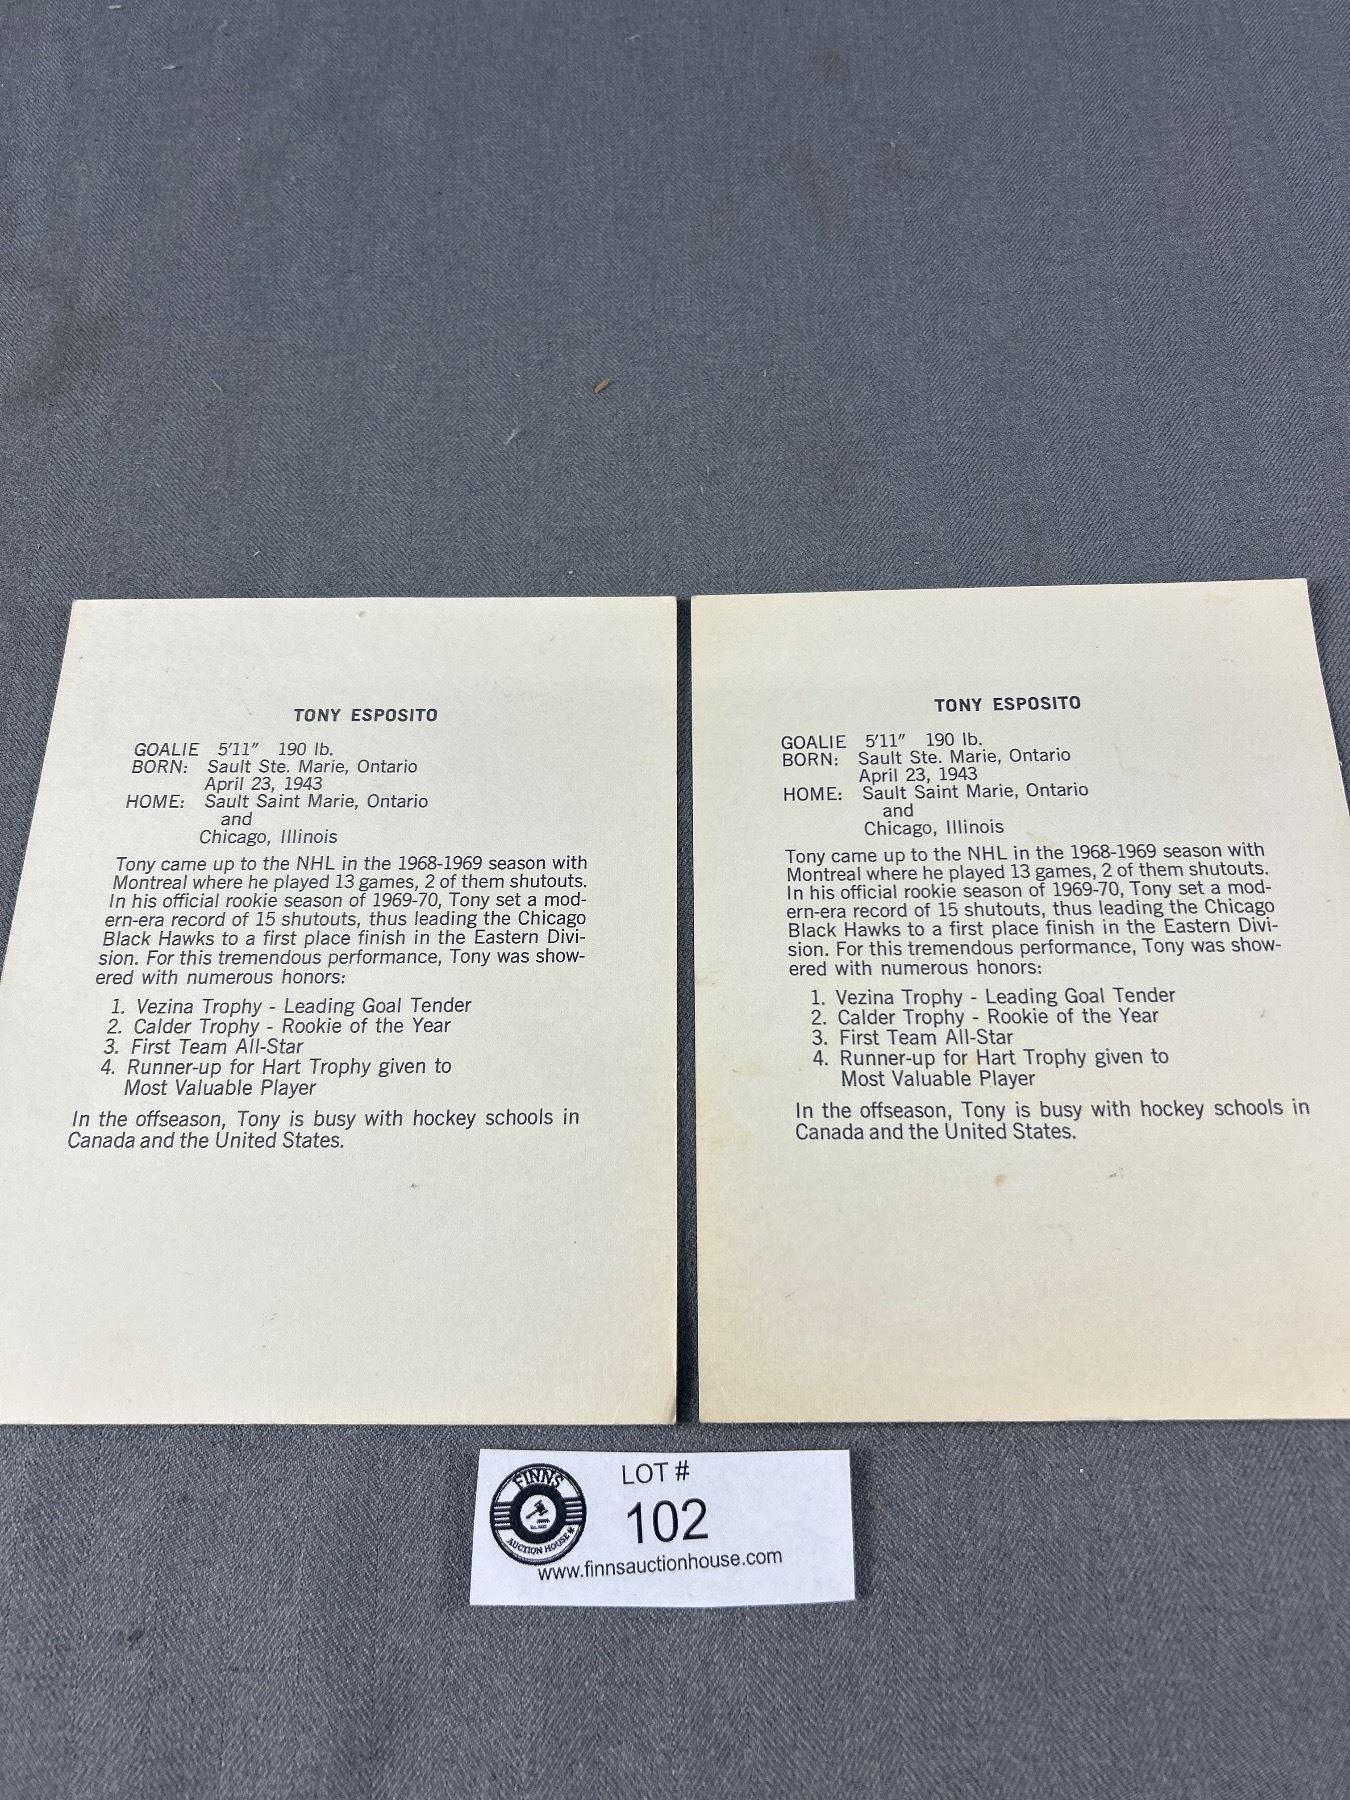 TONY ESPOSITO
GOALIE 5'11" 190 lb.
BORN: Sault Ste. Marie, Ontario
April 23, 1943
HOME: Sault Saint Marie, Ontario
and
Chicago, Illinois
Tony came up to the NHL in the 1968-1969 season with
Montreal where he played 13 games, 2 of them shutouts.
In his official rookie season of 1969-70, Tony set a mod-
ern-era record of 15 shutouts, thus leading the Chicago
Black Hawks to a first place finish in the Eastern Divi-
sion. For this tremendous performance, Tony was show-
ered with numerous honors:
1. Vezina Trophy - Leading Goal Tender
2. Calder Trophy - Rookie of the Year
3. First Team All-Star
4. Runner-up for Hart Trophy given to
Most Valuable Player
In the offseason, Tony is busy with hockey schools in
Canada and the United States.
TONY ESPOSITO
GOALIE 5'11" 190 lb.
BORN: Sault Ste. Marie, Ontario
April 23, 1943
HOME: Sault Saint Marie, Ontario
and
Chicago, Illinois
Tony came up to the NHL in the 1968-1969 season with
Montreal where he played 13 games, 2 of them shutouts.
In his official rookie season of 1969-70, Tony set a mod-
ern-era record of 15 shutouts, thus leading the Chicago
Black Hawks to a first place finish in the Eastern Divi-
sion. For this tremendous performance, Tony was show-
ered with numerous honors:
1. Vezina Trophy - Leading Goal Tender
2. Calder Trophy - Rookie of the Year
3. First Team All-Star
4. Runner-up for Hart Trophy given to
Most Valuable Player
In the offseason, Tony is busy with hockey schools in
Canada and the United States.
FINNS
AUCTION HOUSE
LOT #
102
www.finnsauctionhouse.com